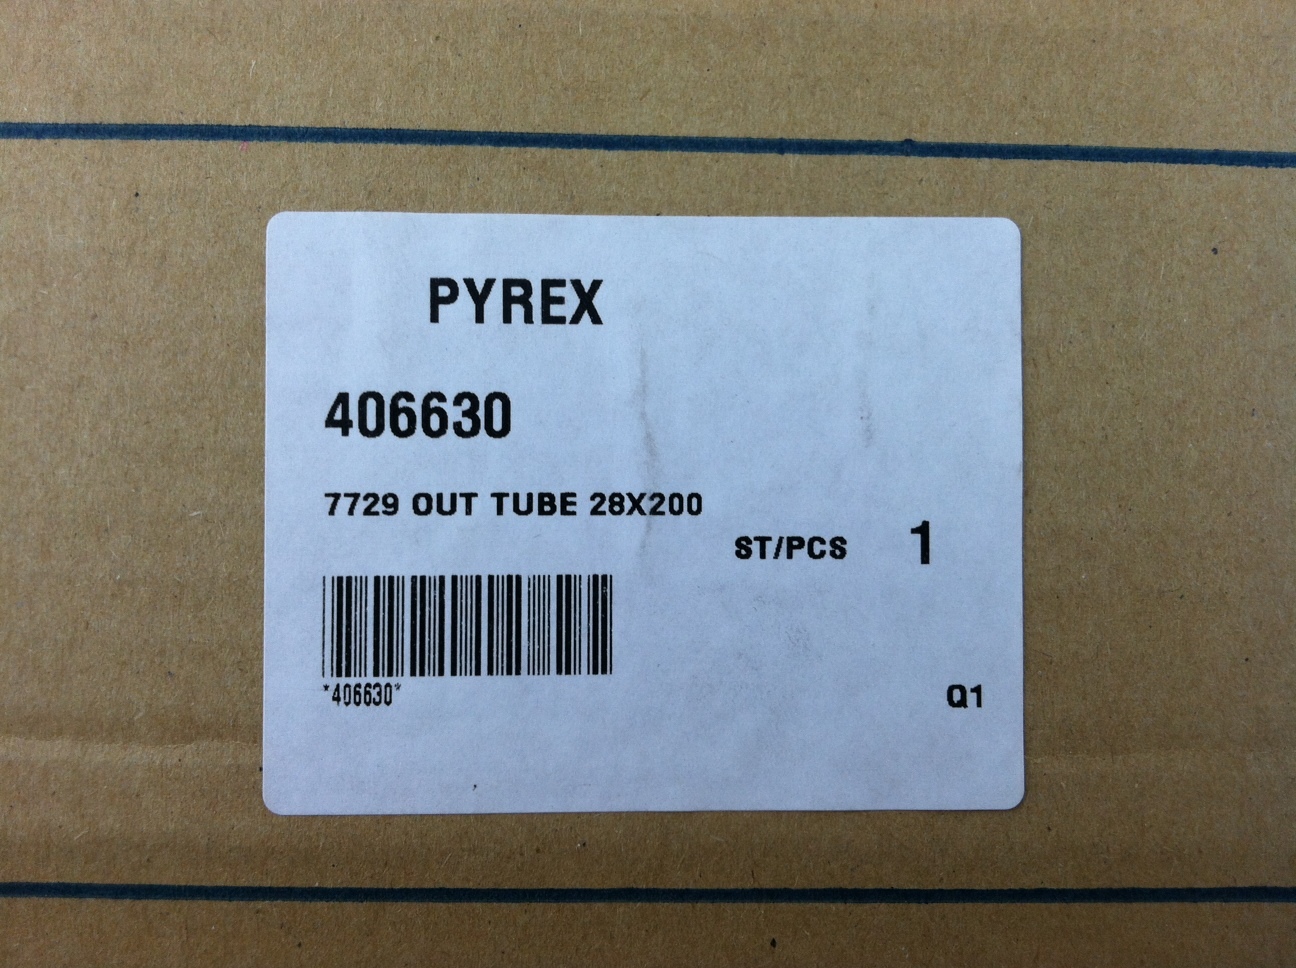 PYREX
406630
7729 OUT TUBE 28X200
ST/PCS 1
*406630*
Q1